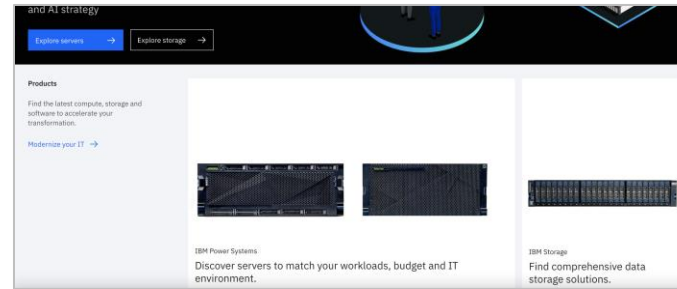 and AI strategy
Explore servers →
Explore storage →
Products
Find the latest compute, storage and
software to accelerate your
transformation.
Modernize your IT →
IBM Power Systems
Discover servers to match your workloads, budget and IT
environment.
IBM Storage
Find comprehensive data
storage solutions.